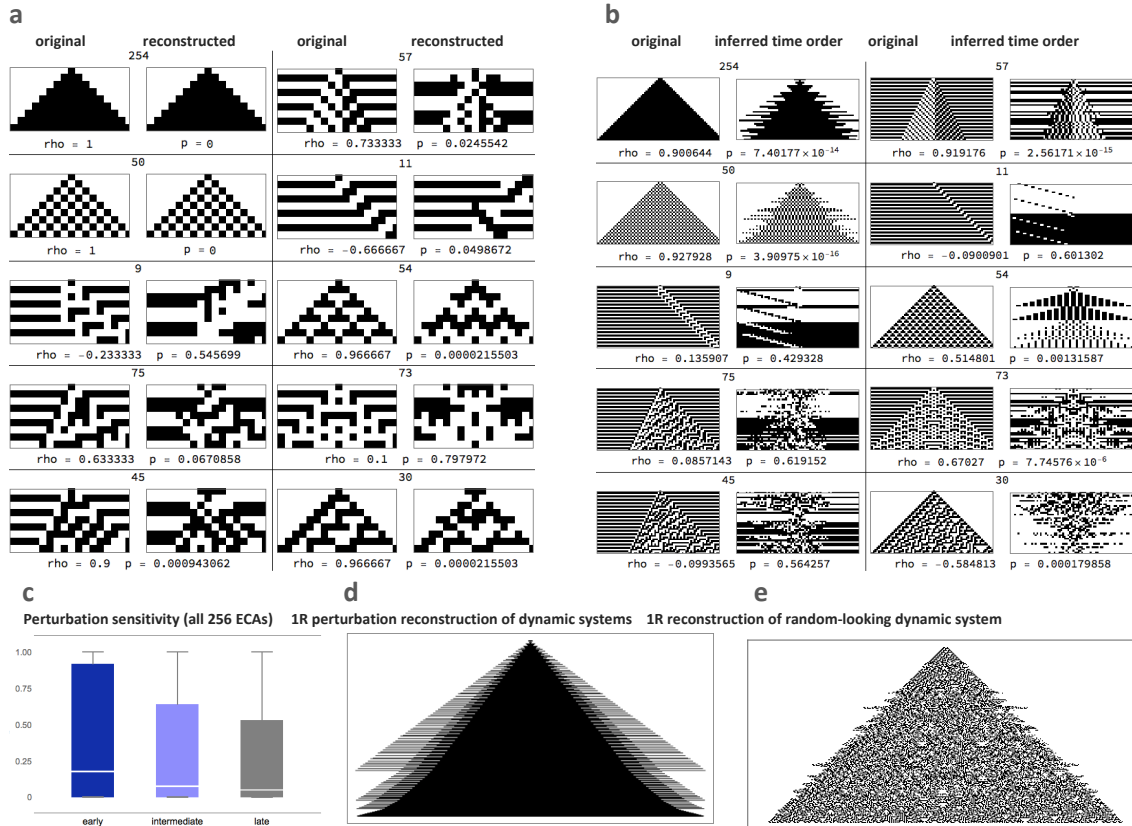 a
original reconstructed original reconstructed
254 57
rho = 1 p = 0 rho = 0.733333 p = 0.0245542
50 11
rho = 1 p = 0 rho = −0.666667 p = 0.0498672
9 54
rho = −0.233333 p = 0.545699 rho = 0.966667 p = 0.0000215503
75 73
rho = 0.633333 p = 0.0670858 rho = 0.1 p = 0.797972
45 30
rho = 0.9 p = 0.000943062 rho = 0.966667 p = 0.0000215503
b
original inferred time order original inferred time order
254 57
rho = 0.900644 p = 7.40177×10⁻¹⁴ rho = 0.919176 p = 2.56171×10⁻¹⁵
50 11
rho = 0.927928 p = 3.90975×10⁻¹⁶ rho = −0.0900901 p = 0.601302
9 54
rho = 0.135907 p = 0.429328 rho = 0.514801 p = 0.00131587
75 73
rho = 0.0857143 p = 0.619152 rho = 0.67027 p = 7.74576×10⁻⁶
45 30
rho = −0.0993565 p = 0.564257 rho = −0.584813 p = 0.000179858
c
Perturbation sensitivity (all 256 ECAs)
1.00
0.75
0.50
0.25
0
early intermediate late
d
1R perturbation reconstruction of dynamic systems
e
1R reconstruction of random-looking dynamic system